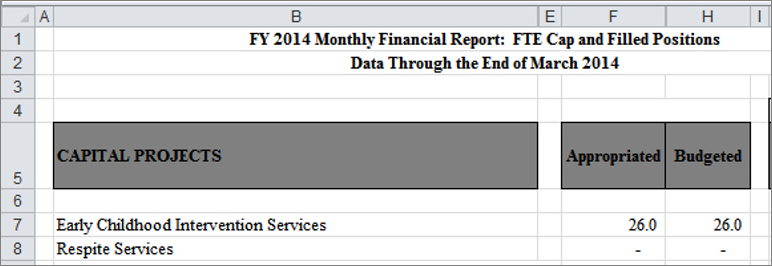 A B E F H I
1 FY 2014 Monthly Financial Report: FTE Cap and Filled Positions
2 Data Through the End of March 2014
3
4
5 CAPITAL PROJECTS Appropriated Budgeted
6
7 Early Childhood Intervention Services 26.0 26.0
8 Respite Services - -